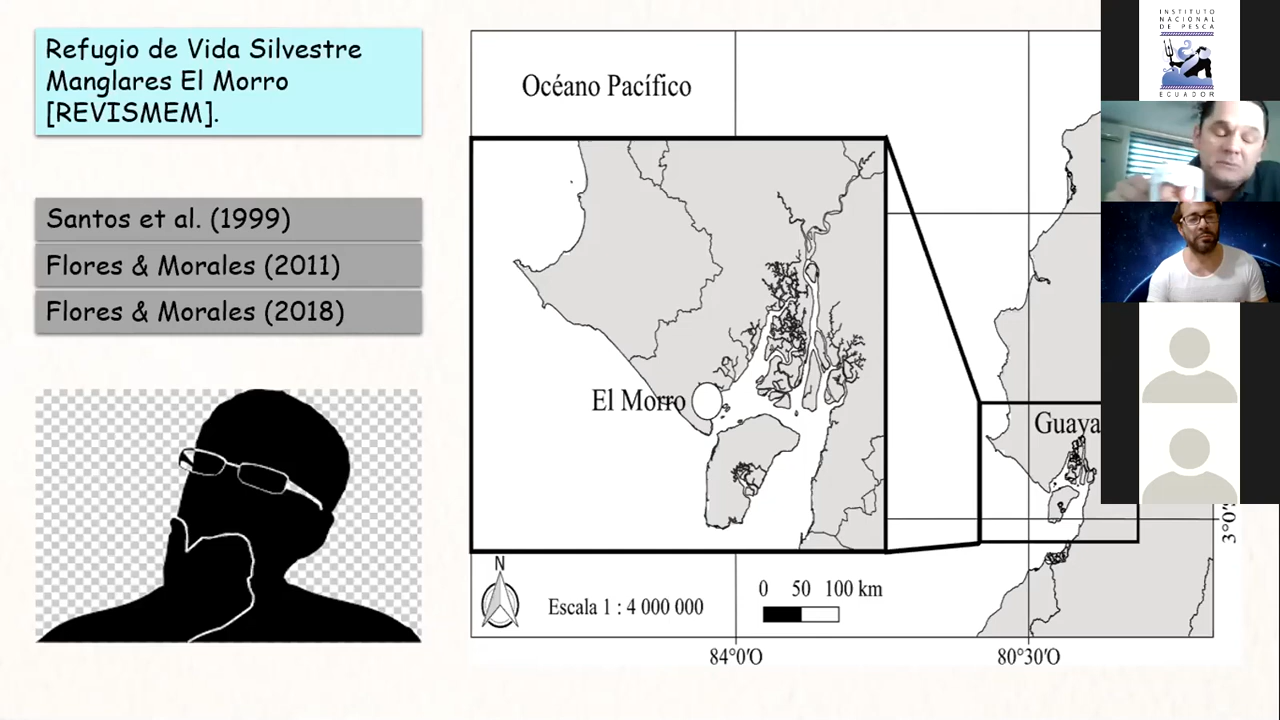 Refugio de Vida Silvestre
Manglares El Morro
[REVISMEM].
Santos et al. (1999)
Flores & Morales (2011)
Flores & Morales (2018)
Océano Pacífico
El Morro
Guaya
N
Escala 1 : 4 000 000
0 50 100 km
84°0'O
80°30'O
3°0'
INSTITUTO
NACIONAL
DE PESCA
ECUADOR